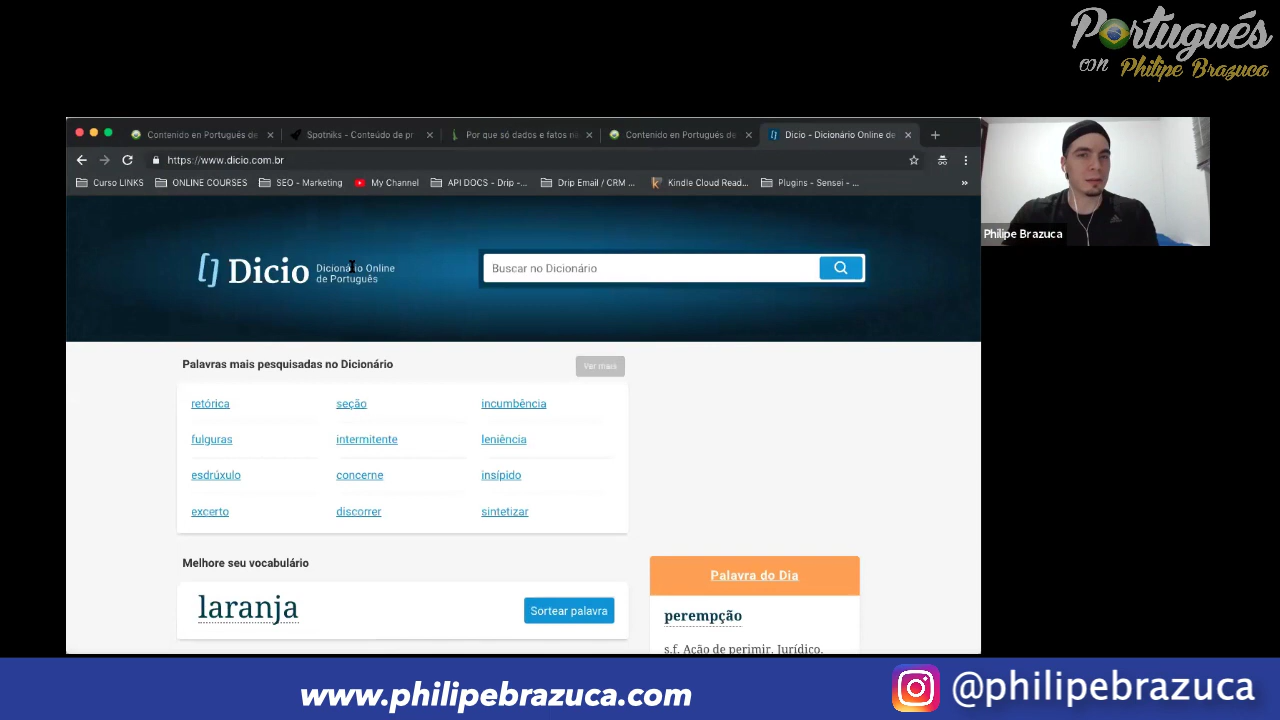 Portugués
con Philipe Brazuca
Contenido en Portugués de
Spotniks - Conteúdo de pr
Por que só dados e fatos nã
Contenido en Portugués de
Dicio - Dicionário Online de
https://www.dicio.com.br
Curso LINKS
ONLINE COURSES
SEO - Marketing
My Channel
API DOCS - Drip -...
Drip Email / CRM ...
Kindle Cloud Read...
Plugins - Sensei - ...
Philipe Brazuca
Dicio
Dicionário Online
de Português
Buscar no Dicionário
Palavras mais pesquisadas no Dicionário
Ver mais
retórica
seção
incumbência
fulguras
intermitente
leniência
esdrúxulo
concerne
insípido
excerto
discorrer
sintetizar
Melhore seu vocabulário
laranja
Sortear palavra
Palavra do Dia
perempção
s.f. Ação de perimir. Jurídico.
www.philipebrazuca.com
@philipebrazuca